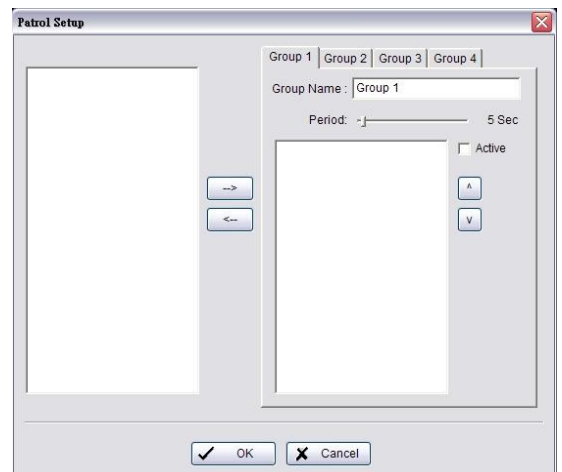 Patrol Setup
Group 1 Group 2 Group 3 Group 4
Group Name : Group 1
Period: 5 Sec
Active
-->
<--
^
v
OK Cancel